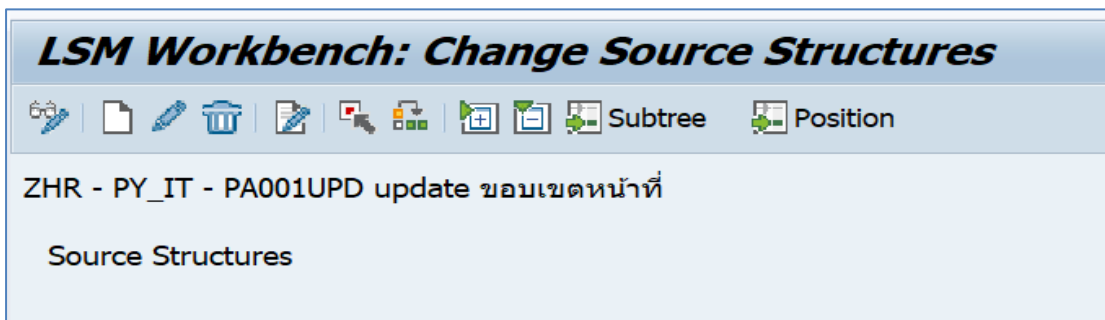 LSM Workbench: Change Source Structures
Subtree Position
ZHR - PY_IT - PA001UPD update ขอบเขตหน้าที่
Source Structures